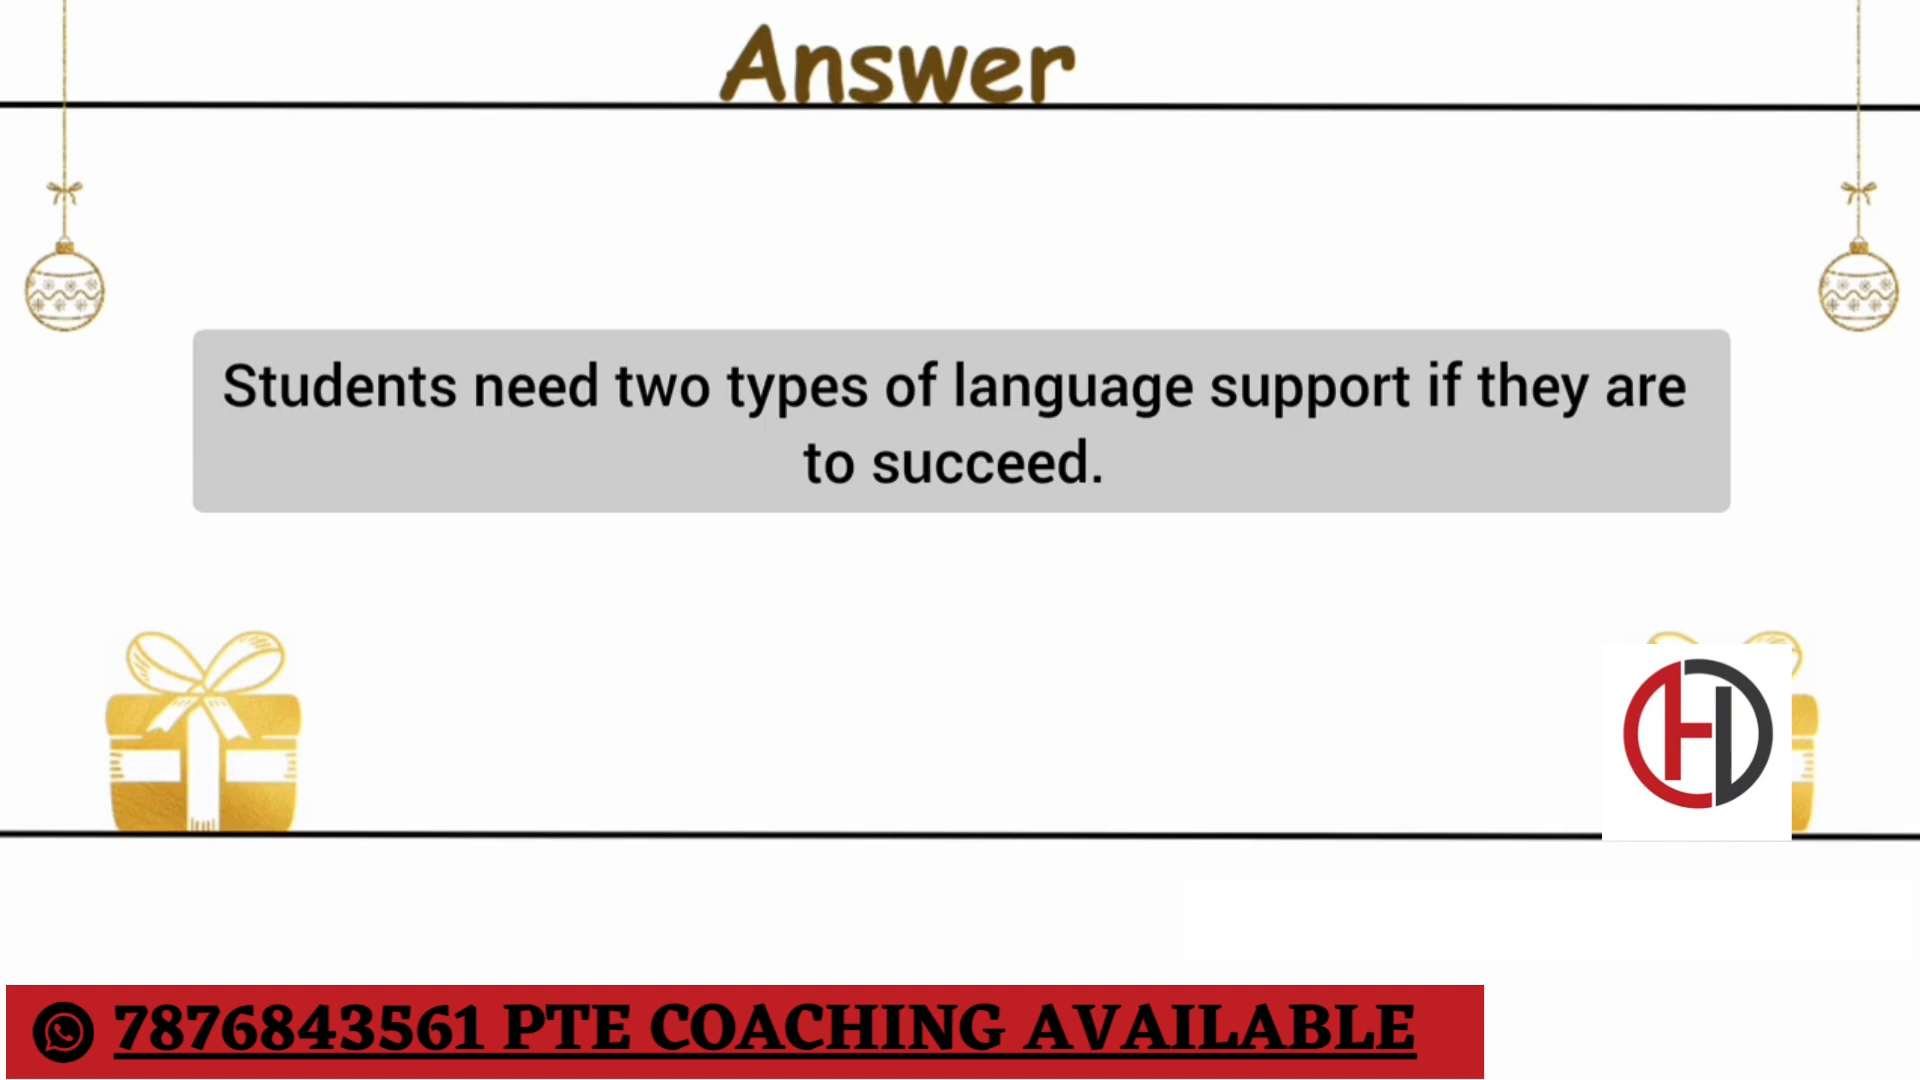 Answer
Students need two types of language support if they are
to succeed.
7876843561 PTE COACHING AVAILABLE